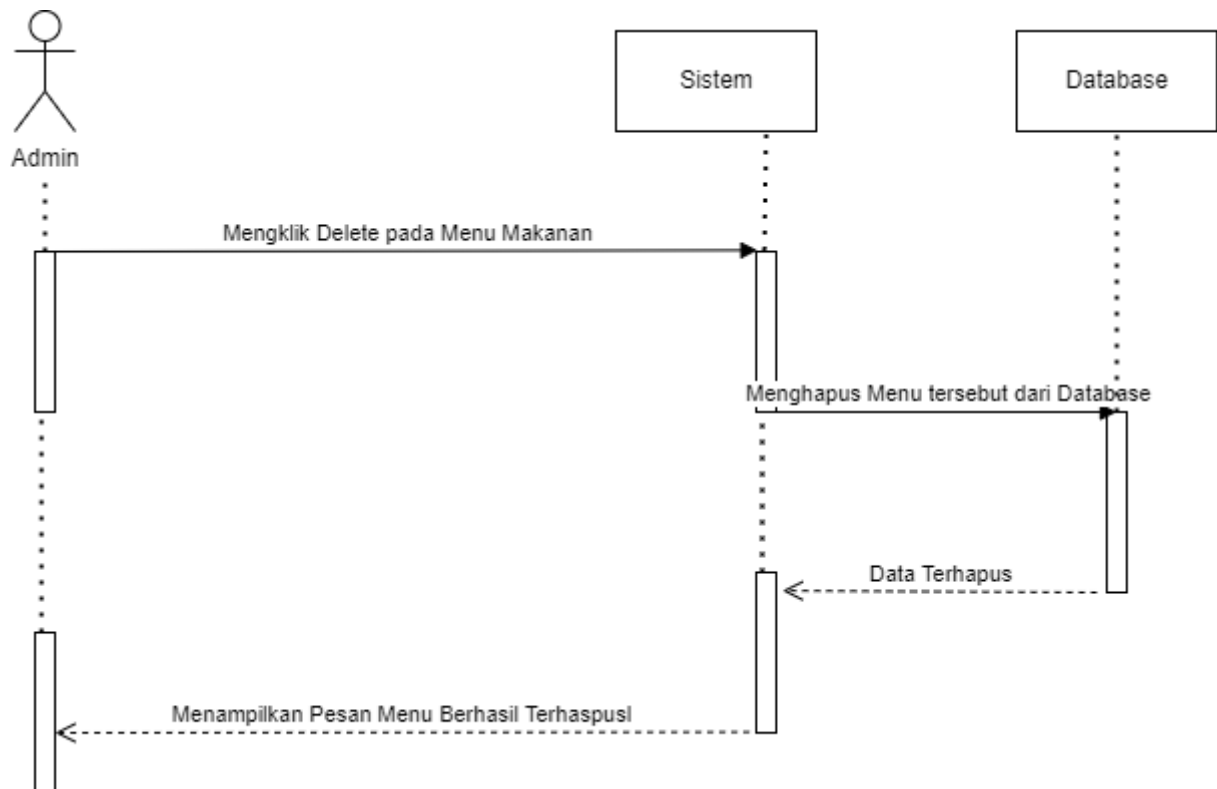 Sistem
Database
Admin
Mengklik Delete pada Menu Makanan
Menghapus Menu tersebut dari Database
Data Terhapus
Menampilkan Pesan Menu Berhasil Terhaspusl